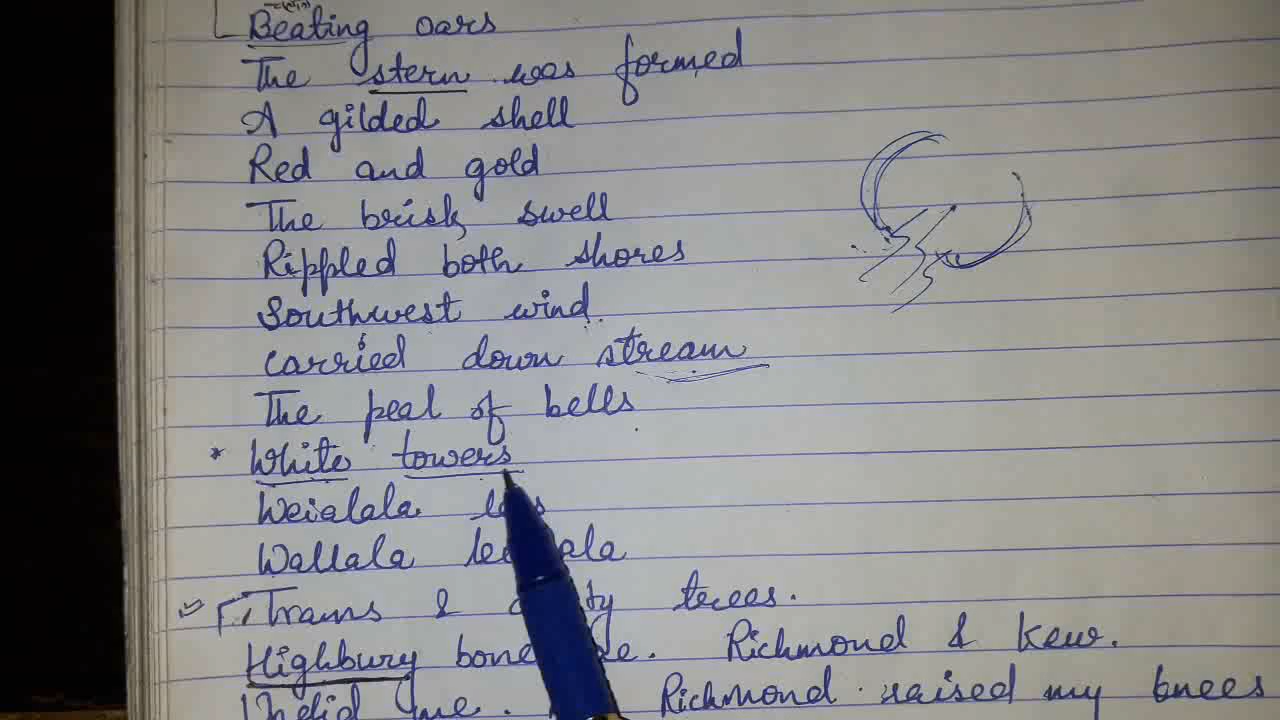 Beating oars
The stern was formed
A gilded shell
Red and gold
The brisk swell
Rippled both shores
Southwest wind
carried down stream
The peal of bells
* White towers
Weialala
Wallala
Trams & trees.
Highbury Richmond & Kew.
me. Richmond raised my knees